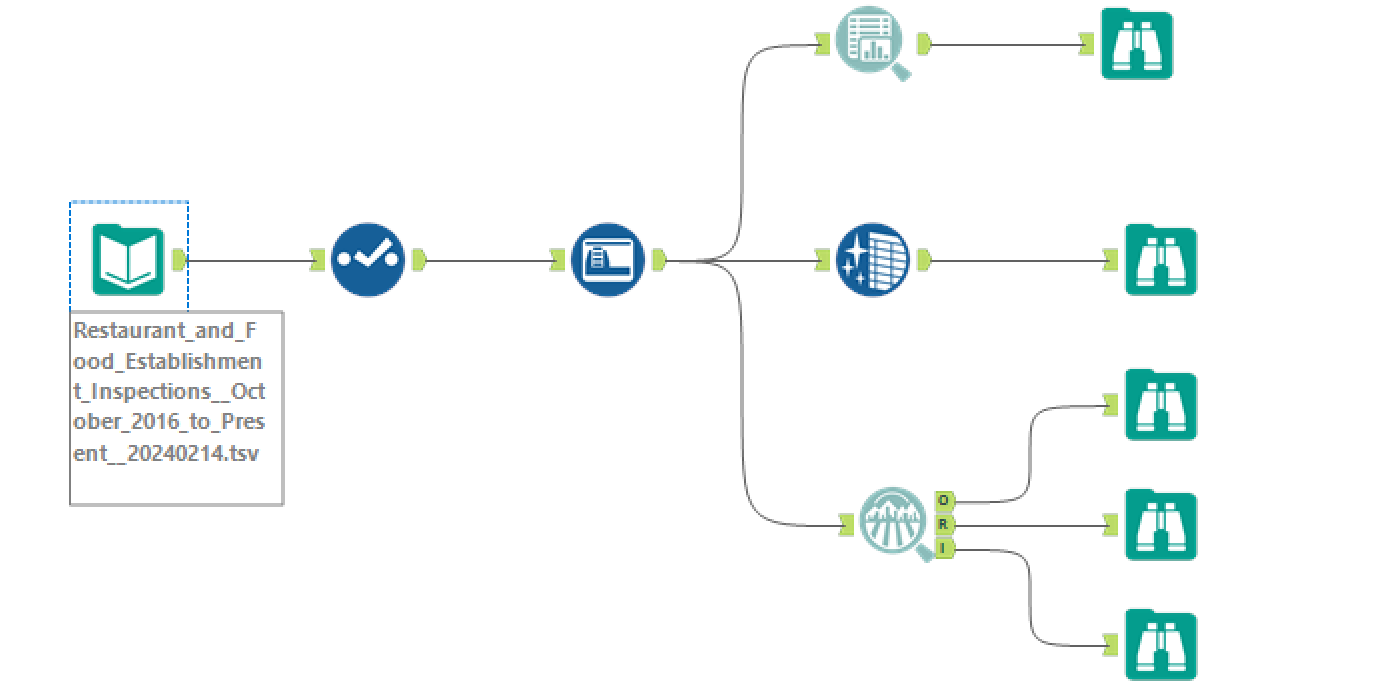 Restaurant_and_F
ood_Establishmen
t_Inspections__Oct
ober_2016_to_Pres
ent__20240214.tsv
O
R
I